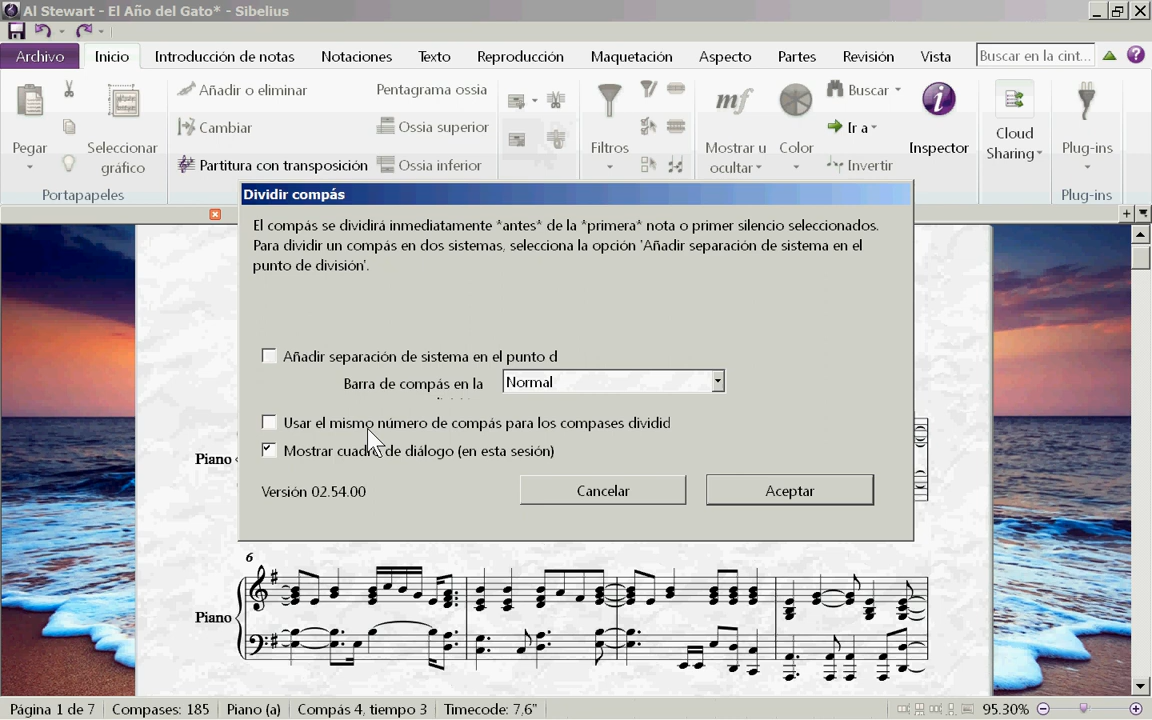 Al Stewart - El Año del Gato* - Sibelius
Archivo Inicio Introducción de notas Notaciones Texto Reproducción Maquetación Aspecto Partes Revisión Vista Buscar en la cint...
Añadir o eliminar Pentagrama ossia Buscar
Cambiar Ossia superior Ir a
Pegar Seleccionar gráfico Filtros mf Mostrar u ocultar Color Inspector Cloud Sharing Plug-ins
Partitura con transposición Ossia inferior Invertir
Portapapeles Plug-ins
Dividir compás
El compás se dividirá inmediatamente *antes* de la *primera* nota o primer silencio seleccionados.
Para dividir un compás en dos sistemas, selecciona la opción 'Añadir separación de sistema en el
punto de división'.
Añadir separación de sistema en el punto d
Barra de compás en la Normal
Usar el mismo número de compás para los compases dividid
Mostrar cuadro de diálogo (en esta sesión)
Piano
Versión 02.54.00 Cancelar Aceptar
6
Piano
Página 1 de 7 Compases: 185 Piano (a) Compás 4, tiempo 3 Timecode: 7,6" 95.30%